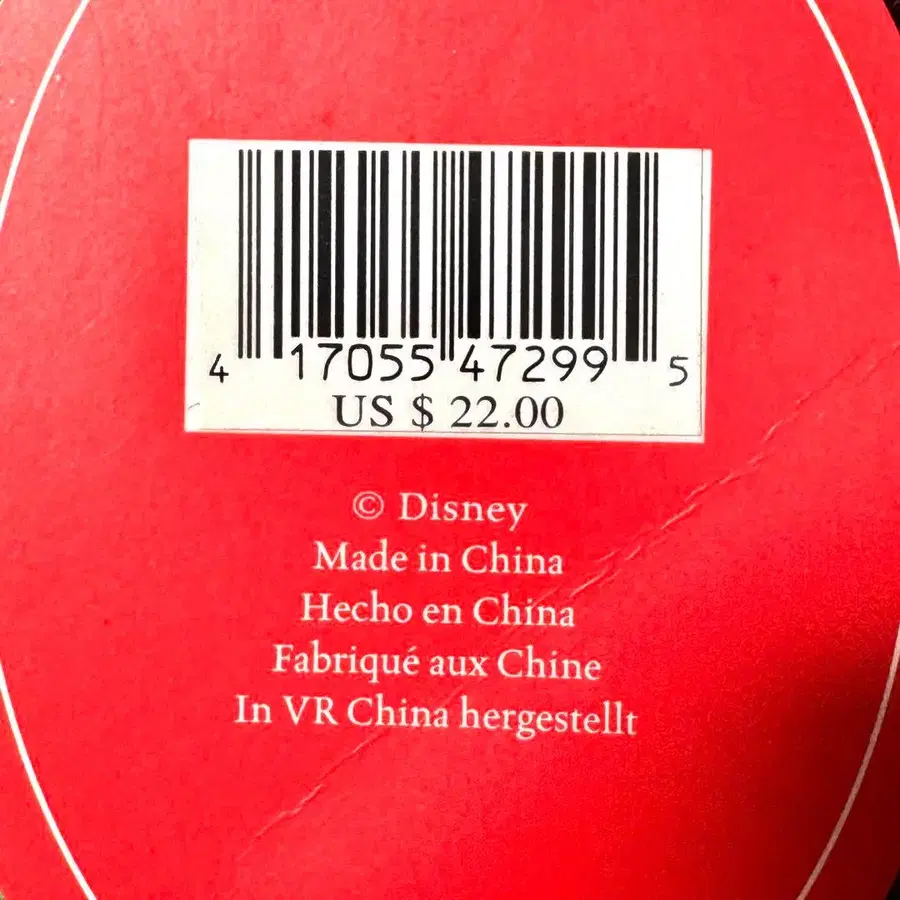 4 17055 47299 5
US $ 22.00
© Disney
Made in China
Hecho en China
Fabriqué aux Chine
In VR China hergestellt